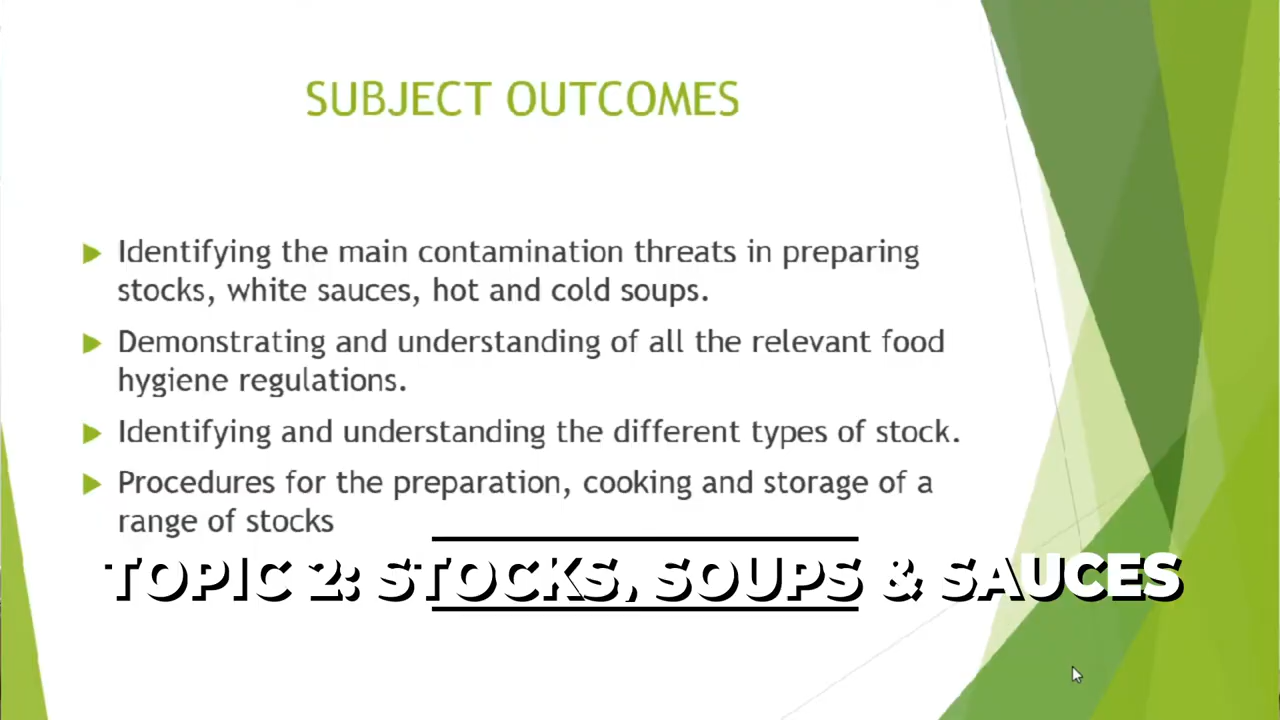 SUBJECT OUTCOMES
Identifying the main contamination threats in preparing
stocks, white sauces, hot and cold soups.
Demonstrating and understanding of all the relevant food
hygiene regulations.
Identifying and understanding the different types of stock.
Procedures for the preparation, cooking and storage of a
range of stocks
TOPIC 2: STOCKS, SOUPS & SAUCES